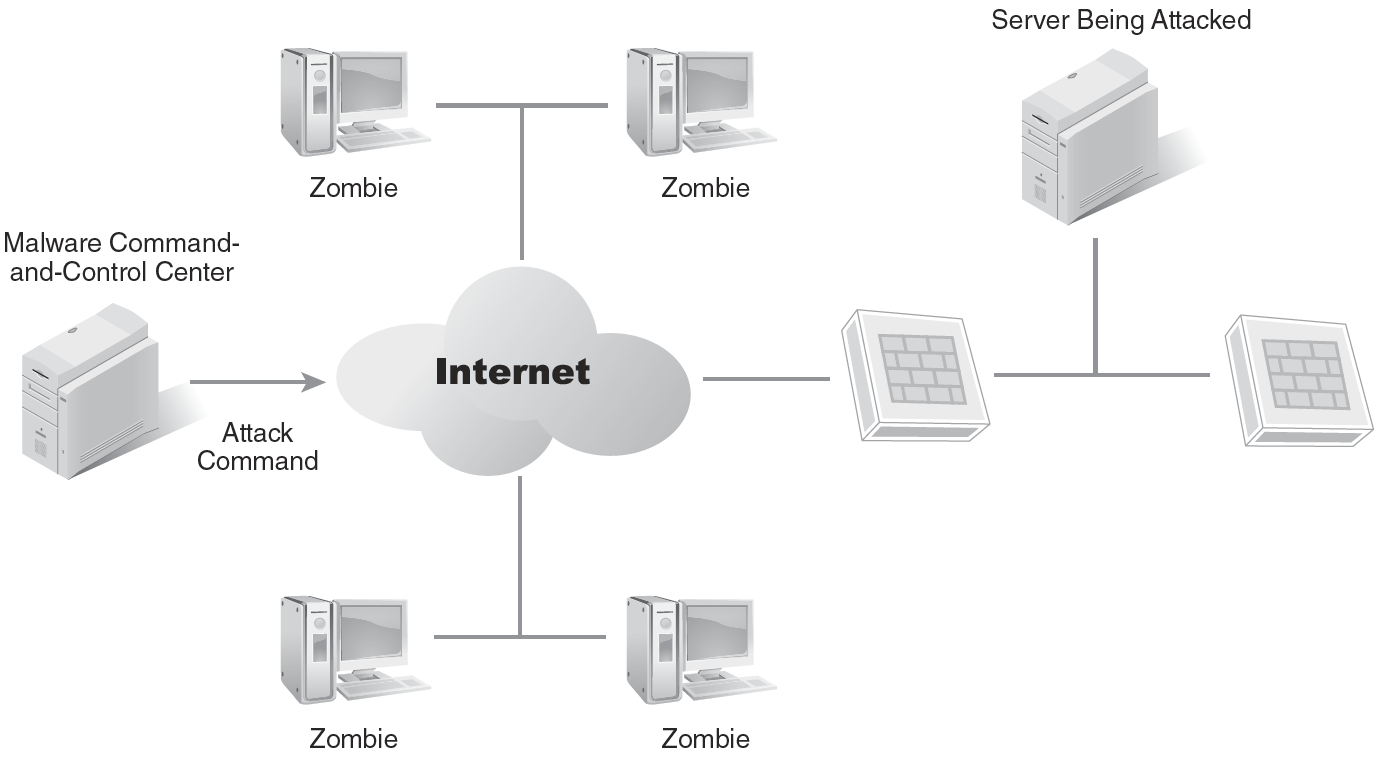 Server Being Attacked
Zombie
Zombie
Malware Command-
and-Control Center
Internet
Attack
Command
Zombie
Zombie